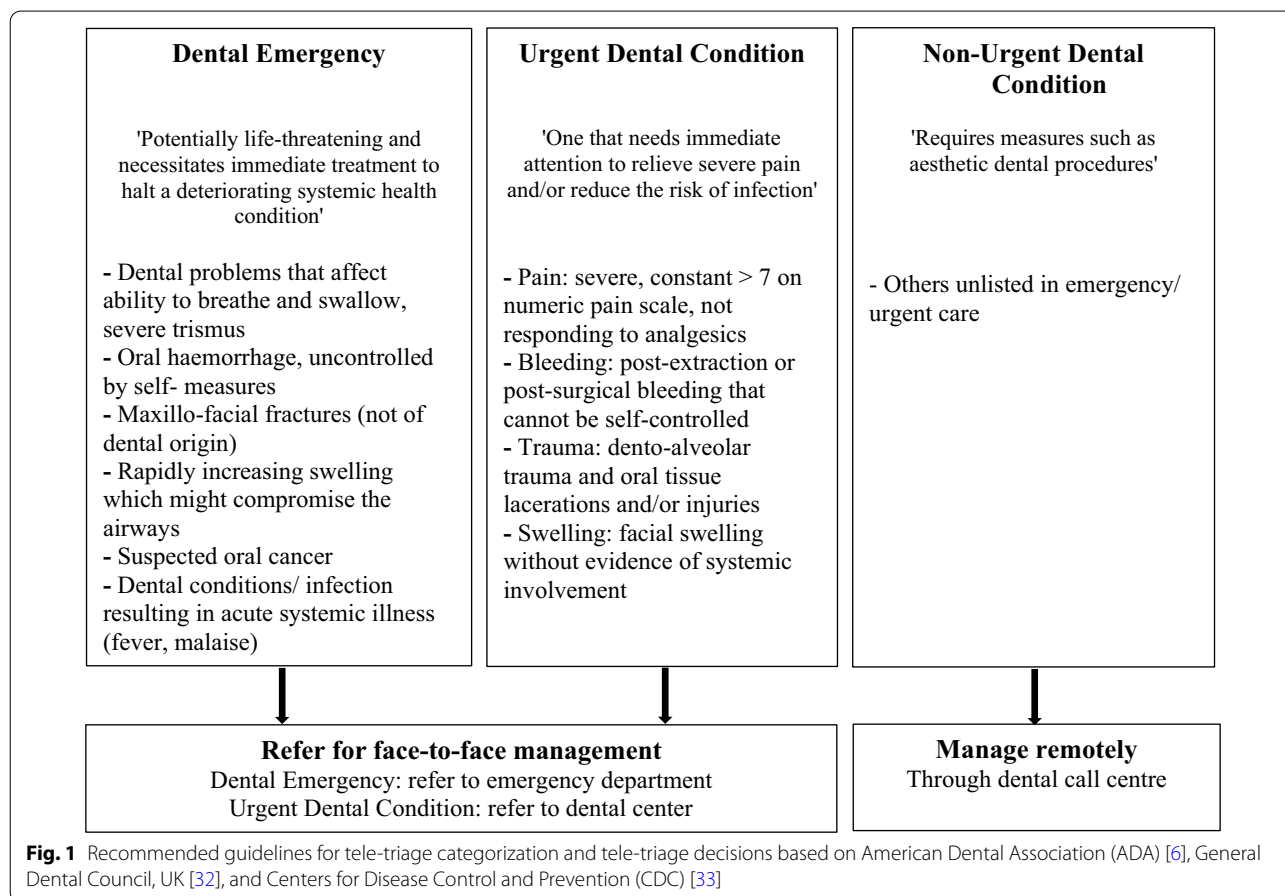 Dental Emergency
'Potentially life-threatening and
necessitates immediate treatment to
halt a deteriorating systemic health
condition'
- Dental problems that affect
ability to breathe and swallow,
severe trismus
- Oral haemorrhage, uncontrolled
by self- measures
- Maxillo-facial fractures (not of
dental origin)
- Rapidly increasing swelling
which might compromise the
airways
- Suspected oral cancer
- Dental conditions/ infection
resulting in acute systemic illness
(fever, malaise)
Urgent Dental Condition
'One that needs immediate
attention to relieve severe pain
and/or reduce the risk of infection'
- Pain: severe, constant > 7 on
numeric pain scale, not
responding to analgesics
- Bleeding: post-extraction or
post-surgical bleeding that
cannot be self-controlled
- Trauma: dento-alveolar
trauma and oral tissue
lacerations and/or injuries
- Swelling: facial swelling
without evidence of systemic
involvement
Non-Urgent Dental
Condition
'Requires measures such as
aesthetic dental procedures'
- Others unlisted in emergency/
urgent care
Refer for face-to-face management
Dental Emergency: refer to emergency department
Urgent Dental Condition: refer to dental center
Manage remotely
Through dental call centre
Fig. 1 Recommended guidelines for tele-triage categorization and tele-triage decisions based on American Dental Association (ADA) [6], General
Dental Council, UK [32], and Centers for Disease Control and Prevention (CDC) [33]